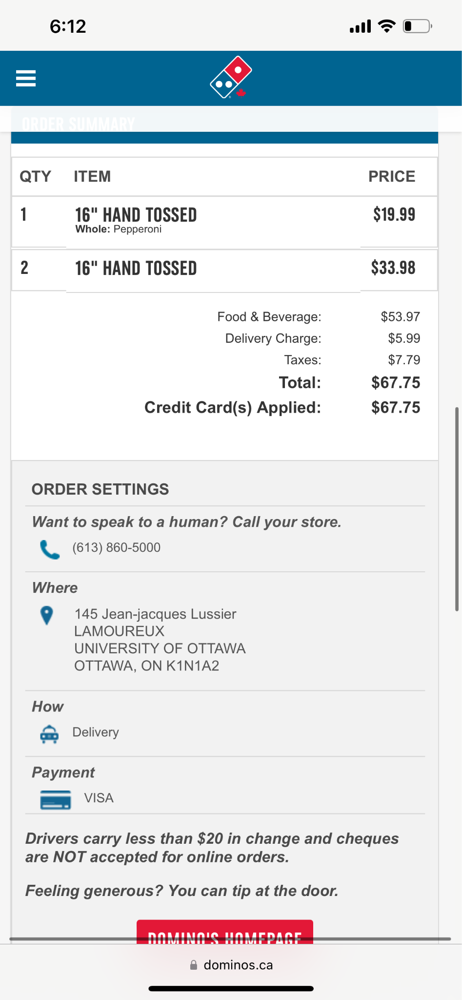 6:12
ORDER SUMMARY
QTY ITEM PRICE
1 16" HAND TOSSED $19.99
Whole: Pepperoni
2 16" HAND TOSSED $33.98
Food & Beverage: $53.97
Delivery Charge: $5.99
Taxes: $7.79
Total: $67.75
Credit Card(s) Applied: $67.75
ORDER SETTINGS
Want to speak to a human? Call your store.
(613) 860-5000
Where
145 Jean-jacques Lussier
LAMOUREUX
UNIVERSITY OF OTTAWA
OTTAWA, ON K1N1A2
How
Delivery
Payment
VISA
Drivers carry less than $20 in change and cheques
are NOT accepted for online orders.
Feeling generous? You can tip at the door.
DOMINO'S HOMEPAGE
dominos.ca